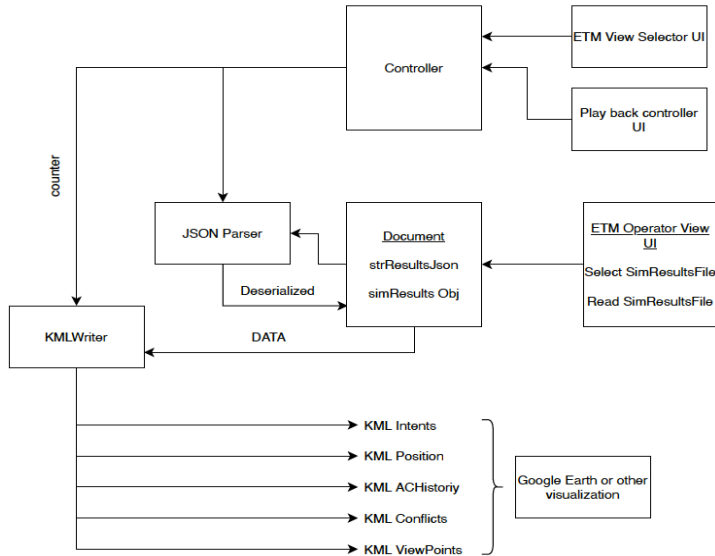 ETM View Selector UI
Controller
Play back controller
UI
counter
JSON Parser
Document
strResultsJson
simResults Obj
ETM Operator View
UI
Select SimResultsFile
Read SimResultsFile
Deserialized
KMLWriter
DATA
KML Intents
KML Position
KML ACHistoriy
KML Conflicts
KML ViewPoints
Google Earth or other
visualization